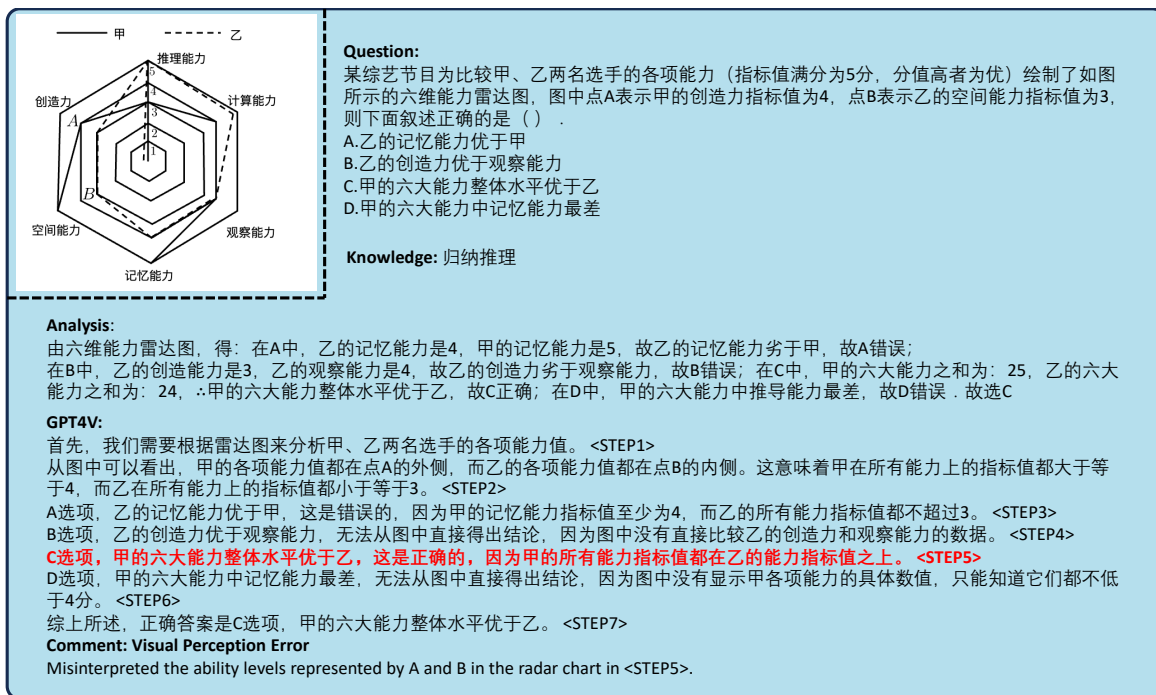 甲 乙
推理能力
5
创造力 4 计算能力
A 3
2
1
B
空间能力 观察能力
记忆能力
Question:
某综艺节目为比较甲、乙两名选手的各项能力（指标值满分为5分，分值高者为优）绘制了如图
所示的六维能力雷达图，图中点A表示甲的创造力指标值为4，点B表示乙的空间能力指标值为3，
则下面叙述正确的是（ ）.
A.乙的记忆能力优于甲
B.乙的创造力优于观察能力
C.甲的六大能力整体水平优于乙
D.甲的六大能力中记忆能力最差
Knowledge: 归纳推理
Analysis:
由六维能力雷达图，得：在A中，乙的记忆能力是4，甲的记忆能力是5，故乙的记忆能力劣于甲，故A错误；
在B中，乙的创造能力是3，乙的观察能力是4，故乙的创造力劣于观察能力，故B错误；在C中，甲的六大能力之和为：25，乙的六大
能力之和为：24，∴甲的六大能力整体水平优于乙，故C正确；在D中，甲的六大能力中推导能力最差，故D错误．故选C
GPT4V:
首先，我们需要根据雷达图来分析甲、乙两名选手的各项能力值。 <STEP1>
从图中可以看出，甲的各项能力值都在点A的外侧，而乙的各项能力值都在点B的内侧。这意味着甲在所有能力上的指标值都大于等
于4，而乙在所有能力上的指标值都小于等于3。 <STEP2>
A选项，乙的记忆能力优于甲，这是错误的，因为甲的记忆能力指标值至少为4，而乙的所有能力指标值都不超过3。 <STEP3>
B选项，乙的创造力优于观察能力，无法从图中直接得出结论，因为图中没有直接比较乙的创造力和观察能力的数据。 <STEP4>
C选项，甲的六大能力整体水平优于乙，这是正确的，因为甲的所有能力指标值都在乙的能力指标值之上。 <STEP5>
D选项，甲的六大能力中记忆能力最差，无法从图中直接得出结论，因为图中没有显示甲各项能力的具体数值，只能知道它们都不低
于4分。 <STEP6>
综上所述，正确答案是C选项，甲的六大能力整体水平优于乙。 <STEP7>
Comment: Visual Perception Error
Misinterpreted the ability levels represented by A and B in the radar chart in <STEP5>.